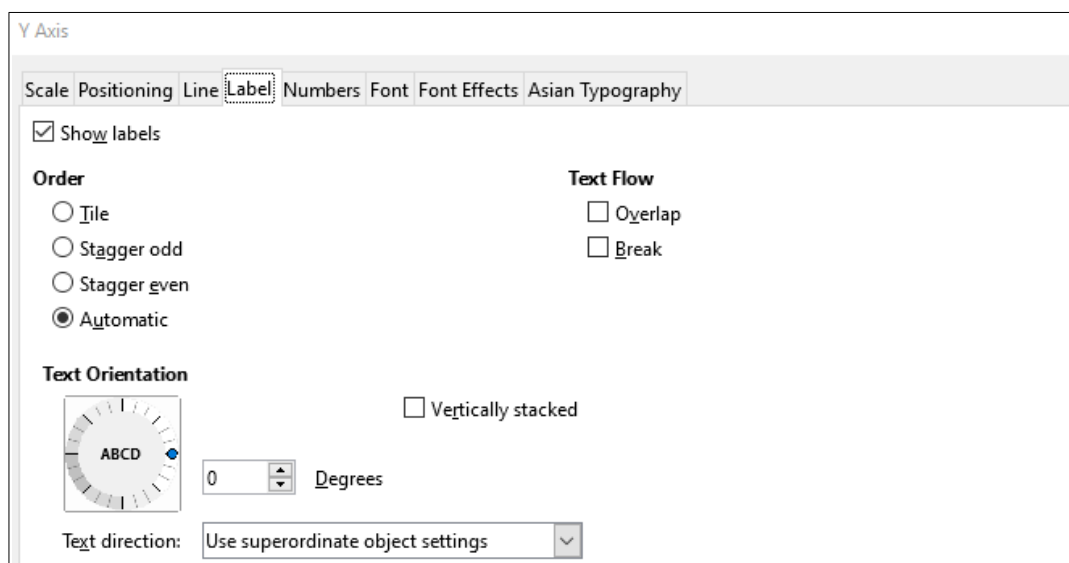 Y Axis
Scale Positioning Line Label Numbers Font Font Effects Asian Typography
Show labels
Order
Tile
Stagger odd
Stagger even
Automatic
Text Flow
Overlap
Break
Text Orientation
ABCD
Vertically stacked
0 Degrees
Text direction: Use superordinate object settings